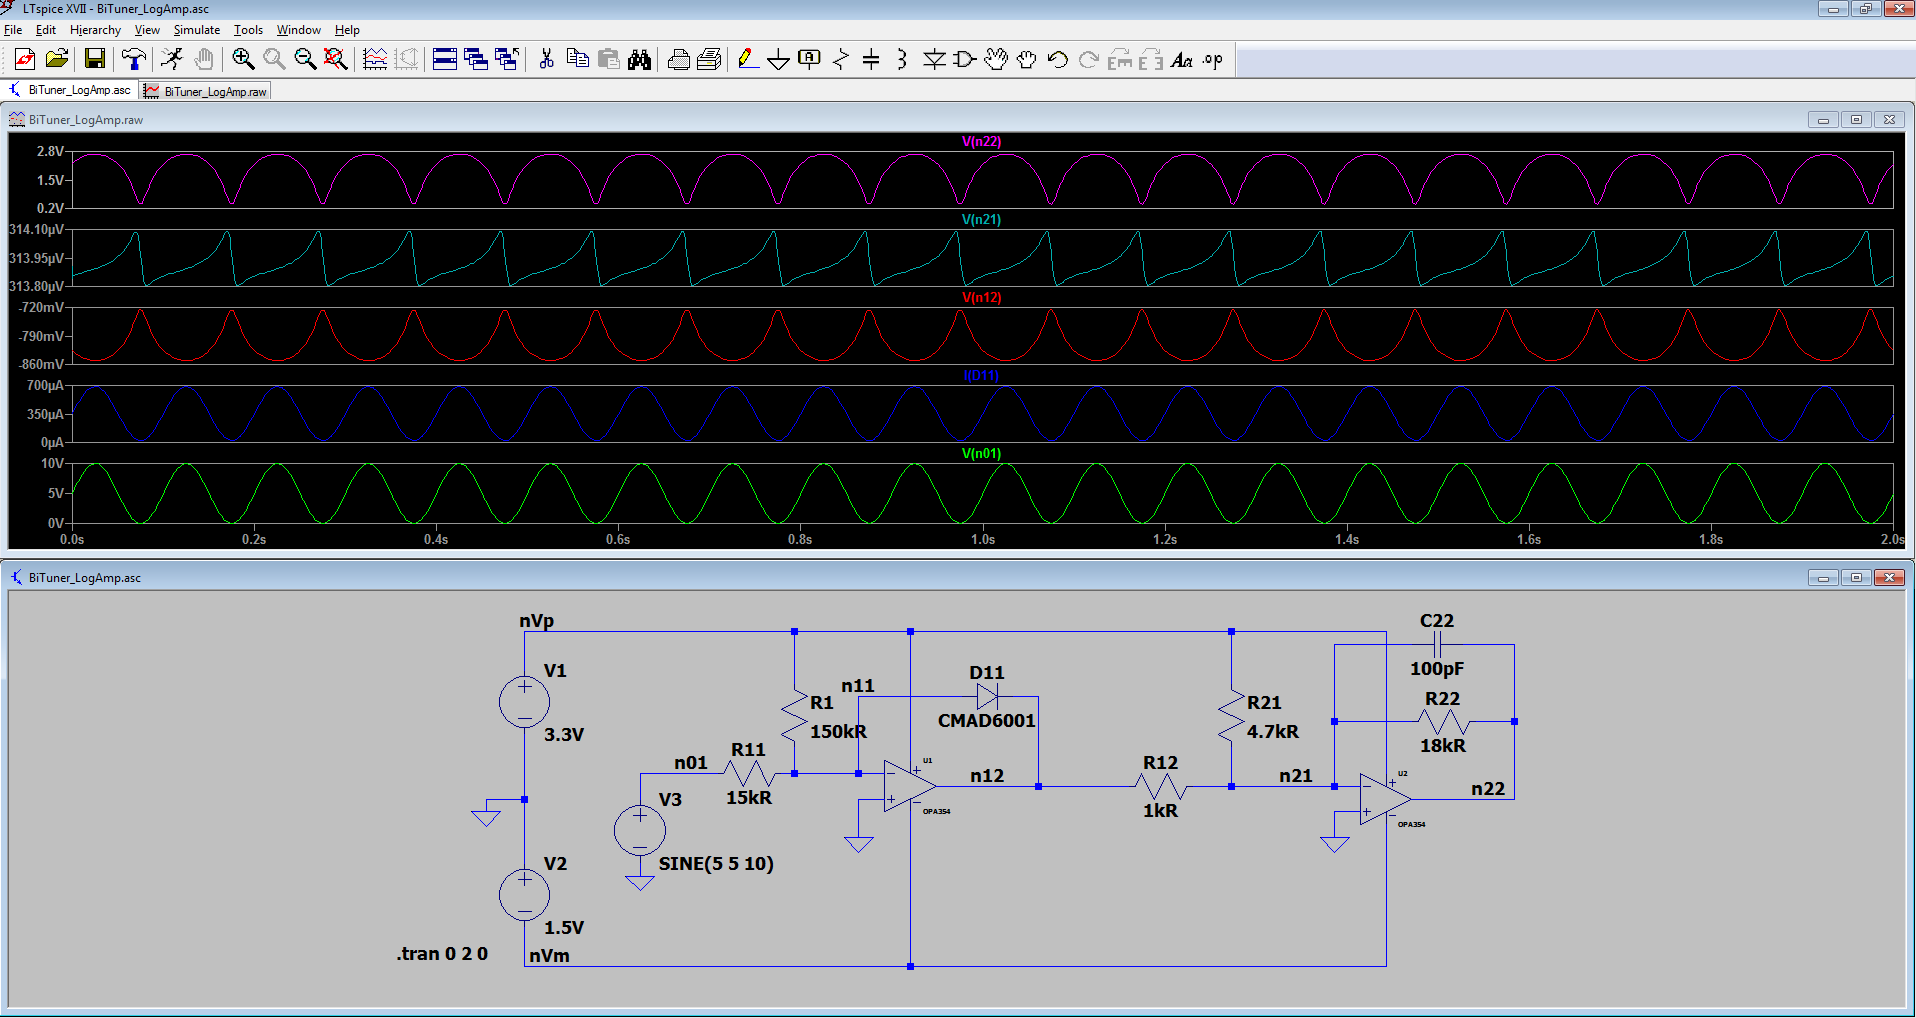 LTspice XVII - BiTuner_LogAmp.asc
File Edit Hierarchy View Simulate Tools Window Help
BiTuner_LogAmp.asc BiTuner_LogAmp.raw
BiTuner_LogAmp.raw
V(n22)
2.8V
1.5V
0.2V
V(n21)
314.10µV
313.95µV
313.80µV
V(n12)
-720mV
-790mV
-860mV
I(D11)
700µA
350µA
0µA
V(n01)
10V
5V
0V
0.0s 0.2s 0.4s 0.6s 0.8s 1.0s 1.2s 1.4s 1.6s 1.8s 2.0s
BiTuner_LogAmp.asc
nVp
C22
100pF
V1
3.3V
R1
150kR
n11
D11
CMAD6001
R21
4.7kR
R22
18kR
n01
R11
15kR
U1
OPA354
n12
R12
1kR
n21
U2
OPA354
n22
V3
SINE(5 5 10)
V2
1.5V
.tran 0 2 0
nVm